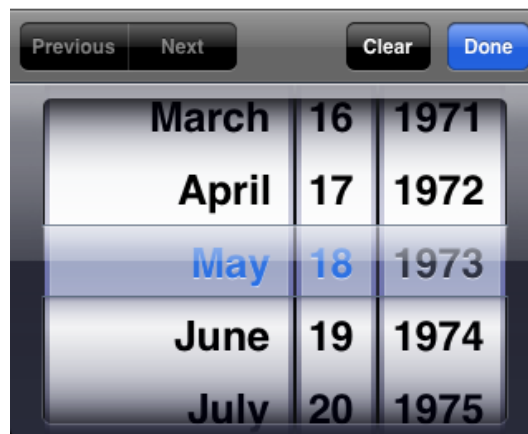 Previous Next Clear Done
March 16 1971
April 17 1972
May 18 1973
June 19 1974
July 20 1975